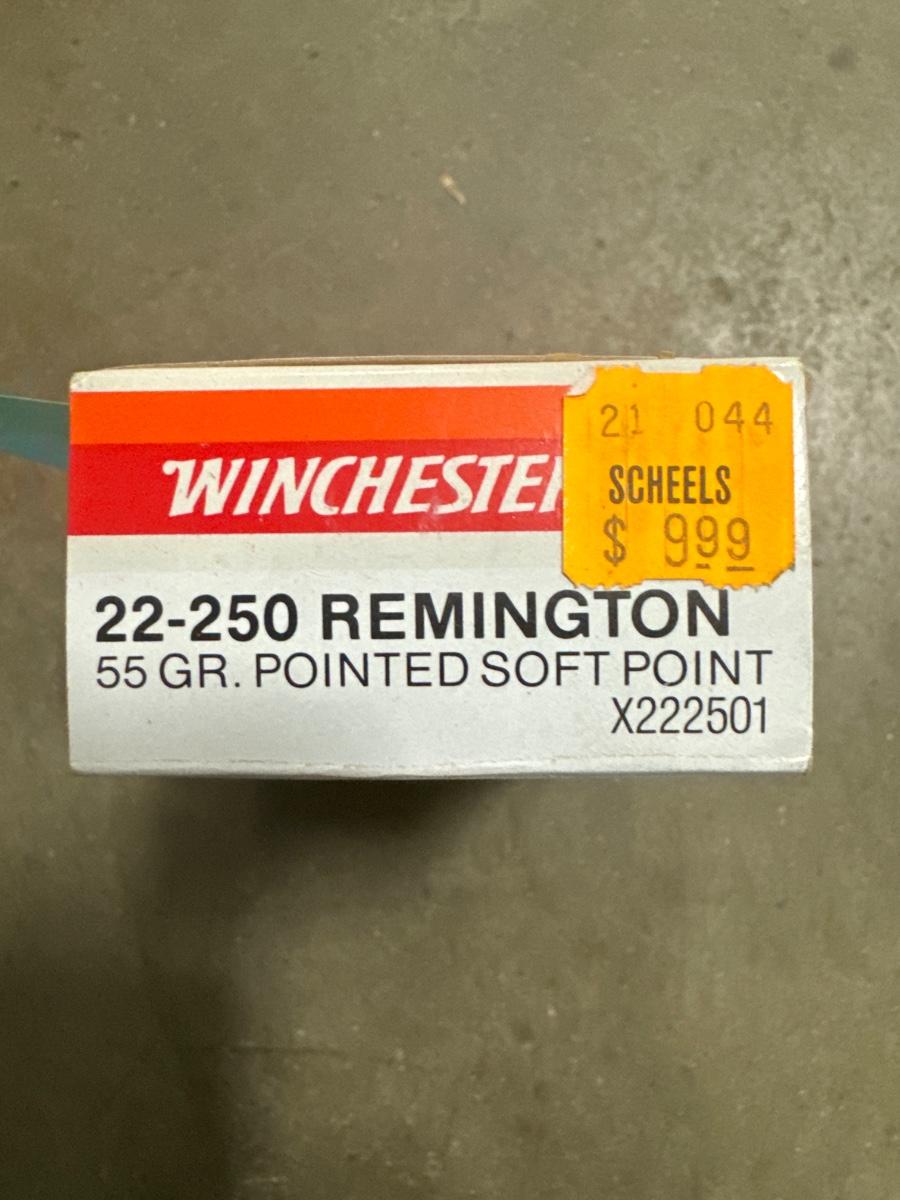 21 044
SCHEELS
$ 999
WINCHESTER
22-250 REMINGTON
55 GR. POINTED SOFT POINT
X222501